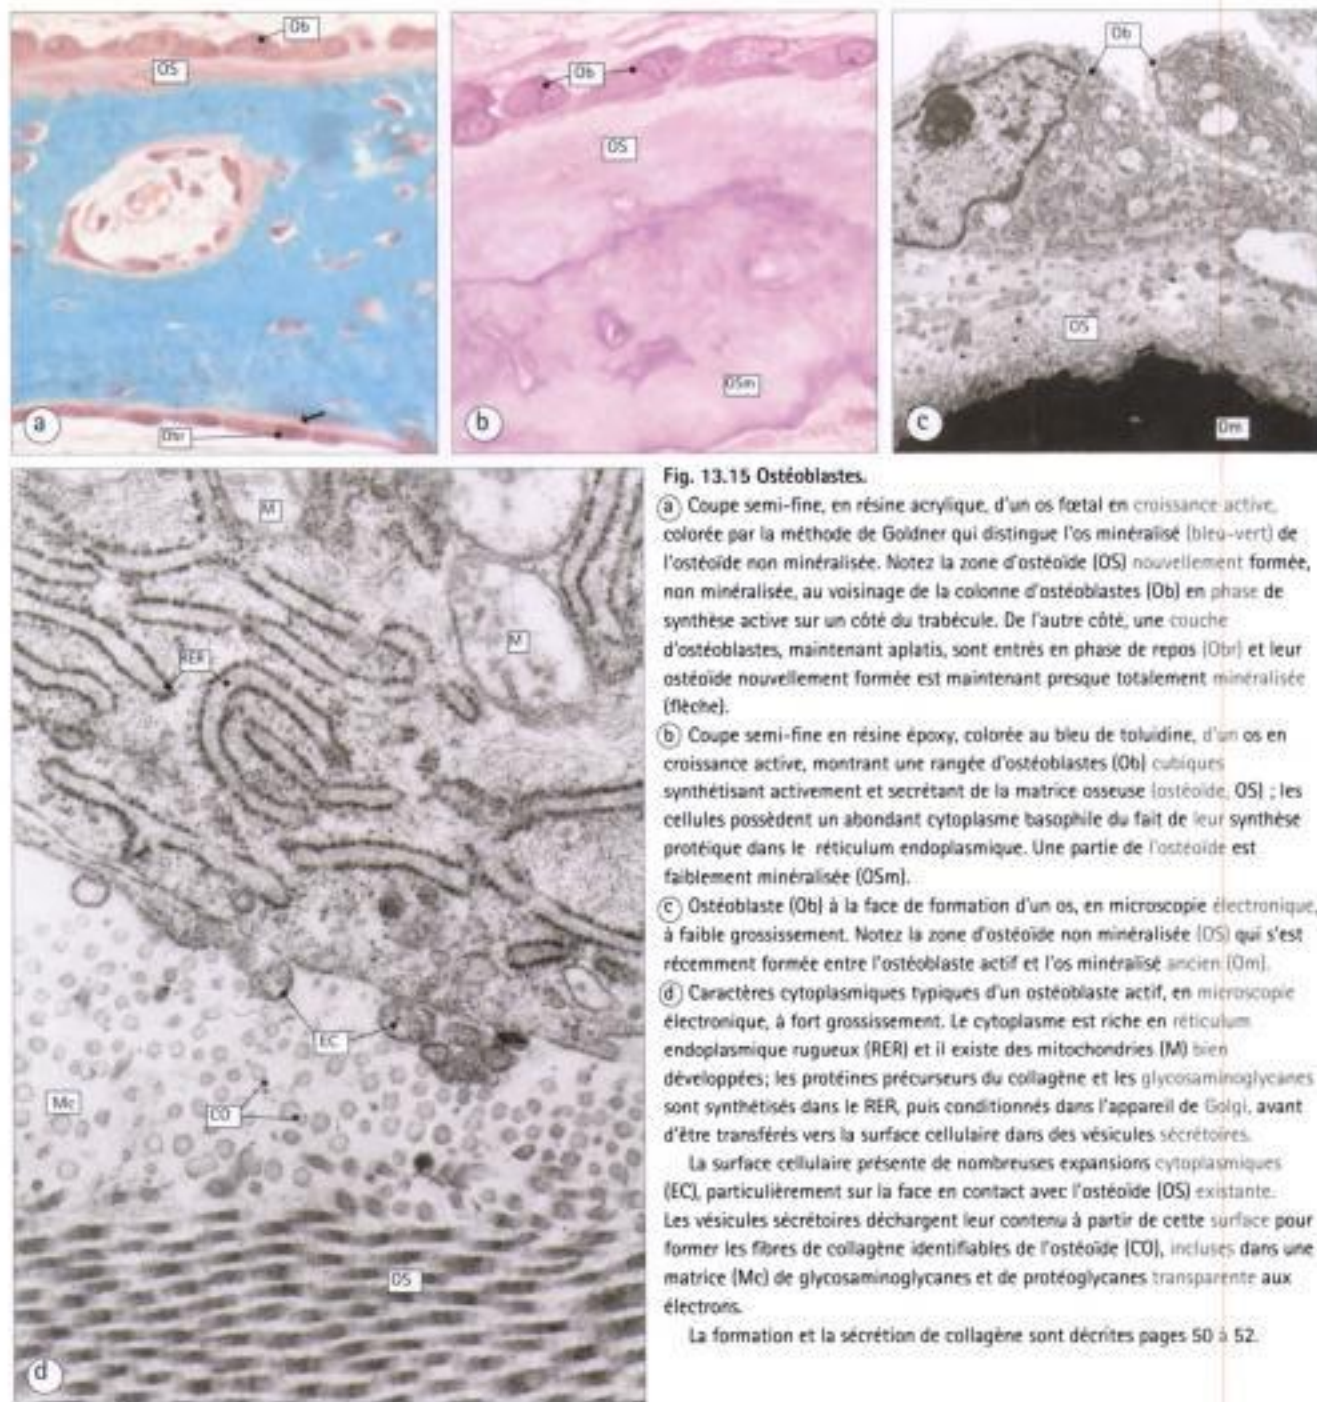 Ob
OS
Obr
a
Ob
OS
OSm
b
Ob
OS
Om
c
M
M
RER
EC
Mc
CO
OS
d
Fig. 13.15 Ostéoblastes.
a Coupe semi-fine, en résine acrylique, d'un os fœtal en croissance active,
colorée par la méthode de Goldner qui distingue l'os minéralisé (bleu-vert) de
l'ostéoïde non minéralisée. Notez la zone d'ostéoïde (OS) nouvellement formée,
non minéralisée, au voisinage de la colonne d'ostéoblastes (Ob) en phase de
synthèse active sur un côté du trabécule. De l'autre côté, une couche
d'ostéoblastes, maintenant aplatis, sont entrés en phase de repos (Obr) et leur
ostéoïde nouvellement formée est maintenant presque totalement minéralisée
(flèche).
b Coupe semi-fine en résine époxy, colorée au bleu de toluidine, d'un os en
croissance active, montrant une rangée d'ostéoblastes (Ob) cubiques
synthétisant activement et secrétant de la matrice osseuse (ostéoïde, OS) ; les
cellules possèdent un abondant cytoplasme basophile du fait de leur synthèse
protéique dans le réticulum endoplasmique. Une partie de l'ostéoïde est
faiblement minéralisée (OSm).
c Ostéoblaste (Ob) à la face de formation d'un os, en microscopie électronique,
à faible grossissement. Notez la zone d'ostéoïde non minéralisée (OS) qui s'est
récemment formée entre l'ostéoblaste actif et l'os minéralisé ancien (Om).
d Caractères cytoplasmiques typiques d'un ostéoblaste actif, en microscopie
électronique, à fort grossissement. Le cytoplasme est riche en réticulum
endoplasmique rugueux (RER) et il existe des mitochondries (M) bien
développées; les protéines précurseurs du collagène et les glycosaminoglycanes
sont synthétisés dans le RER, puis conditionnés dans l'appareil de Golgi, avant
d'être transférés vers la surface cellulaire dans des vésicules sécrétoires.
La surface cellulaire présente de nombreuses expansions cytoplasmiques
(EC), particulièrement sur la face en contact avec l'ostéoïde (OS) existante.
Les vésicules sécrétoires déchargent leur contenu à partir de cette surface pour
former les fibres de collagène identifiables de l'ostéoïde (CO), incluses dans une
matrice (Mc) de glycosaminoglycanes et de protéoglycanes transparente aux
électrons.
La formation et la sécrétion de collagène sont décrites pages 50 à 52.